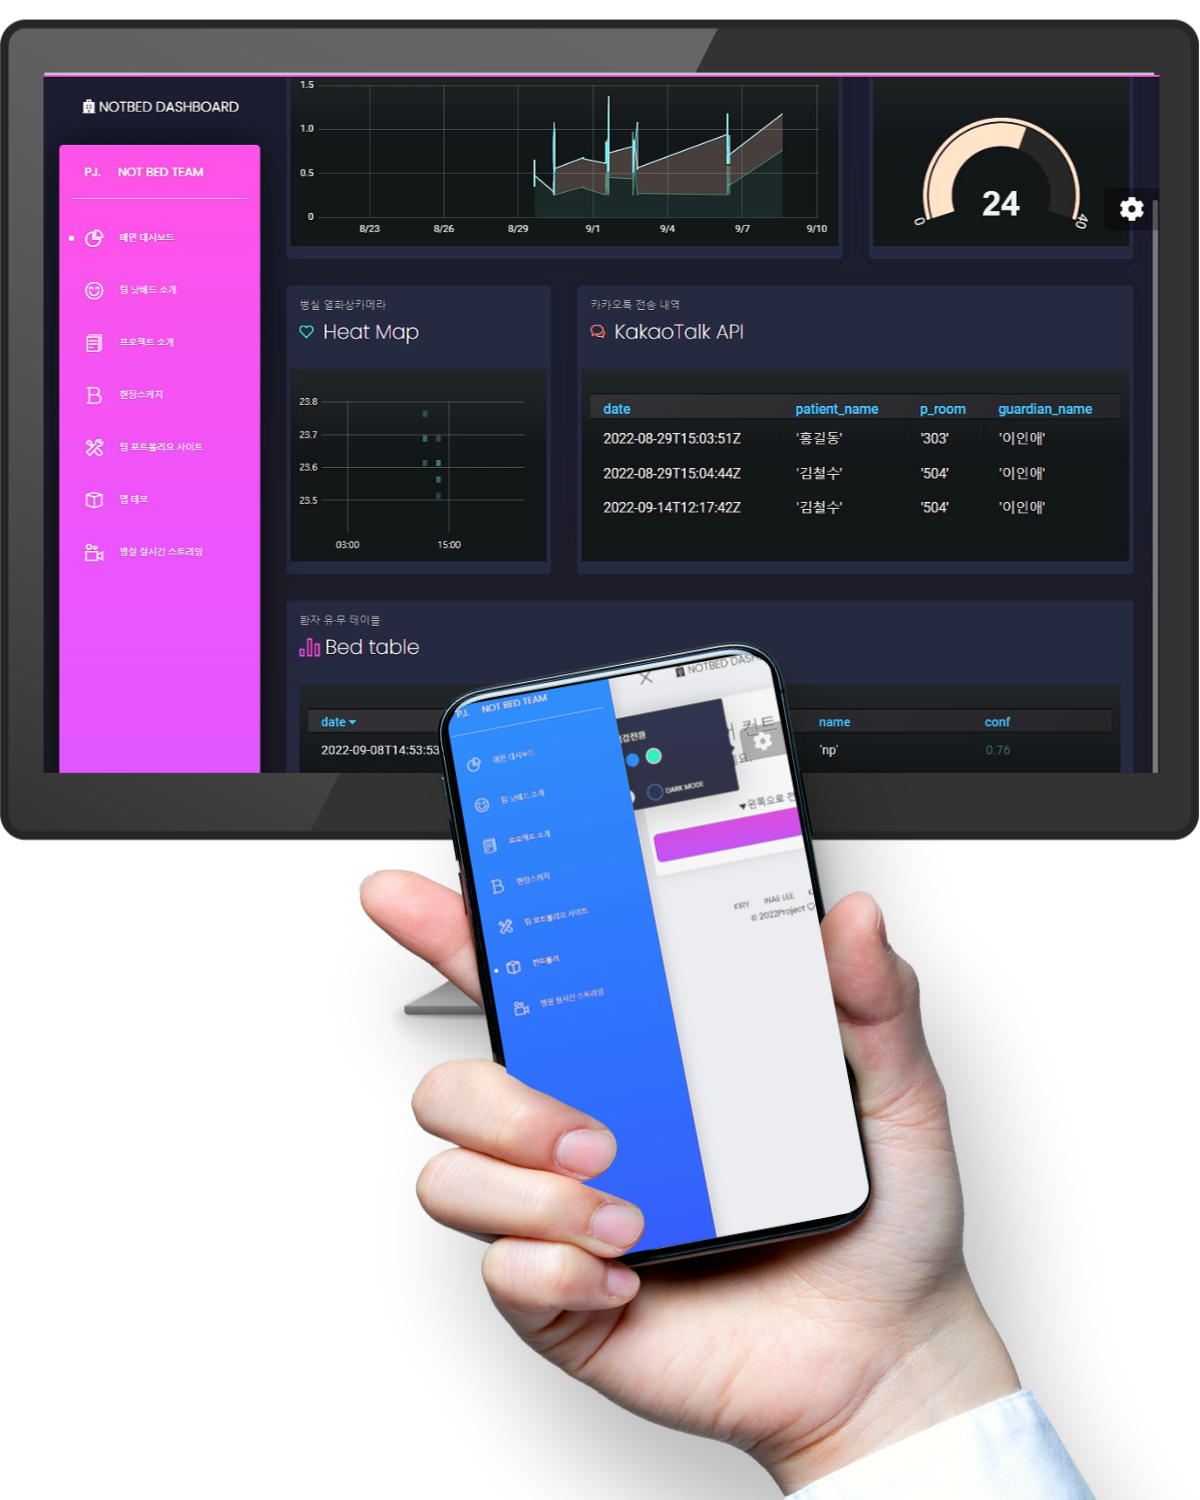 NOTBED DASHBOARD
P.J. NOT BED TEAM
메인 대시보드
팀 낫베드 소개
프로젝트 소개
현장스케치
팀 포트폴리오 사이트
앱 데모
병실 실시간 스트리밍
1.5
1.0
0.5
0
8/23 8/26 8/29 9/1 9/4 9/7 9/10
24
0 40
병실 열화상카메라
Heat Map
23.8
23.7
23.6
23.5
03:00 15:00
카카오톡 전송 내역
KakaoTalk API
date patient_name p_room guardian_name
2022-08-29T15:03:51Z '홍길동' '303' '이인애'
2022-08-29T15:04:44Z '김철수' '504' '이인애'
2022-09-14T12:17:42Z '김철수' '504' '이인애'
환자 유·무 테이블
Bed table
date name conf
2022-09-08T14:53:53 'np' 0.76
P.J. NOT BED TEAM
메인 대시보드
팀 낫베드 소개
프로젝트 소개
현장스케치
팀 포트폴리오 사이트
컨트롤러
병실 실시간 스트리밍
NOTBED DASH
컨트
요.
DARK MODE
▼왼쪽으로 전
KIRY INAE LEE K
© 2022Project